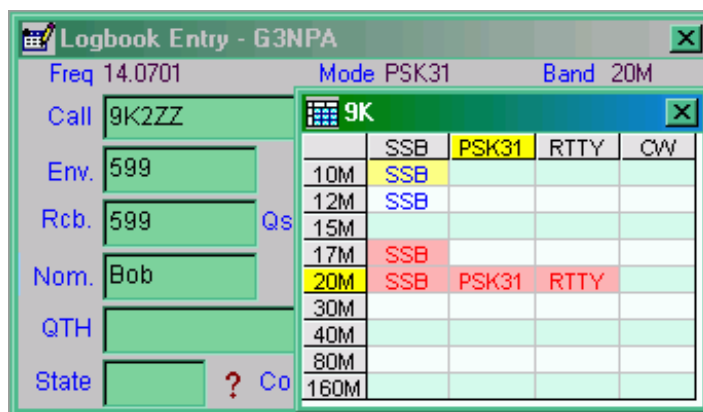 Logbook Entry - G3NPA
Freq 14.0701 Mode PSK31 Band 20M
Call 9K2ZZ
Env. 599
Rcb. 599 Qs
Nom. Bob
QTH
State ? Co
9K
SSB PSK31 RTTY CW
10M SSB
12M SSB
15M
17M SSB
20M SSB PSK31 RTTY
30M
40M
80M
160M